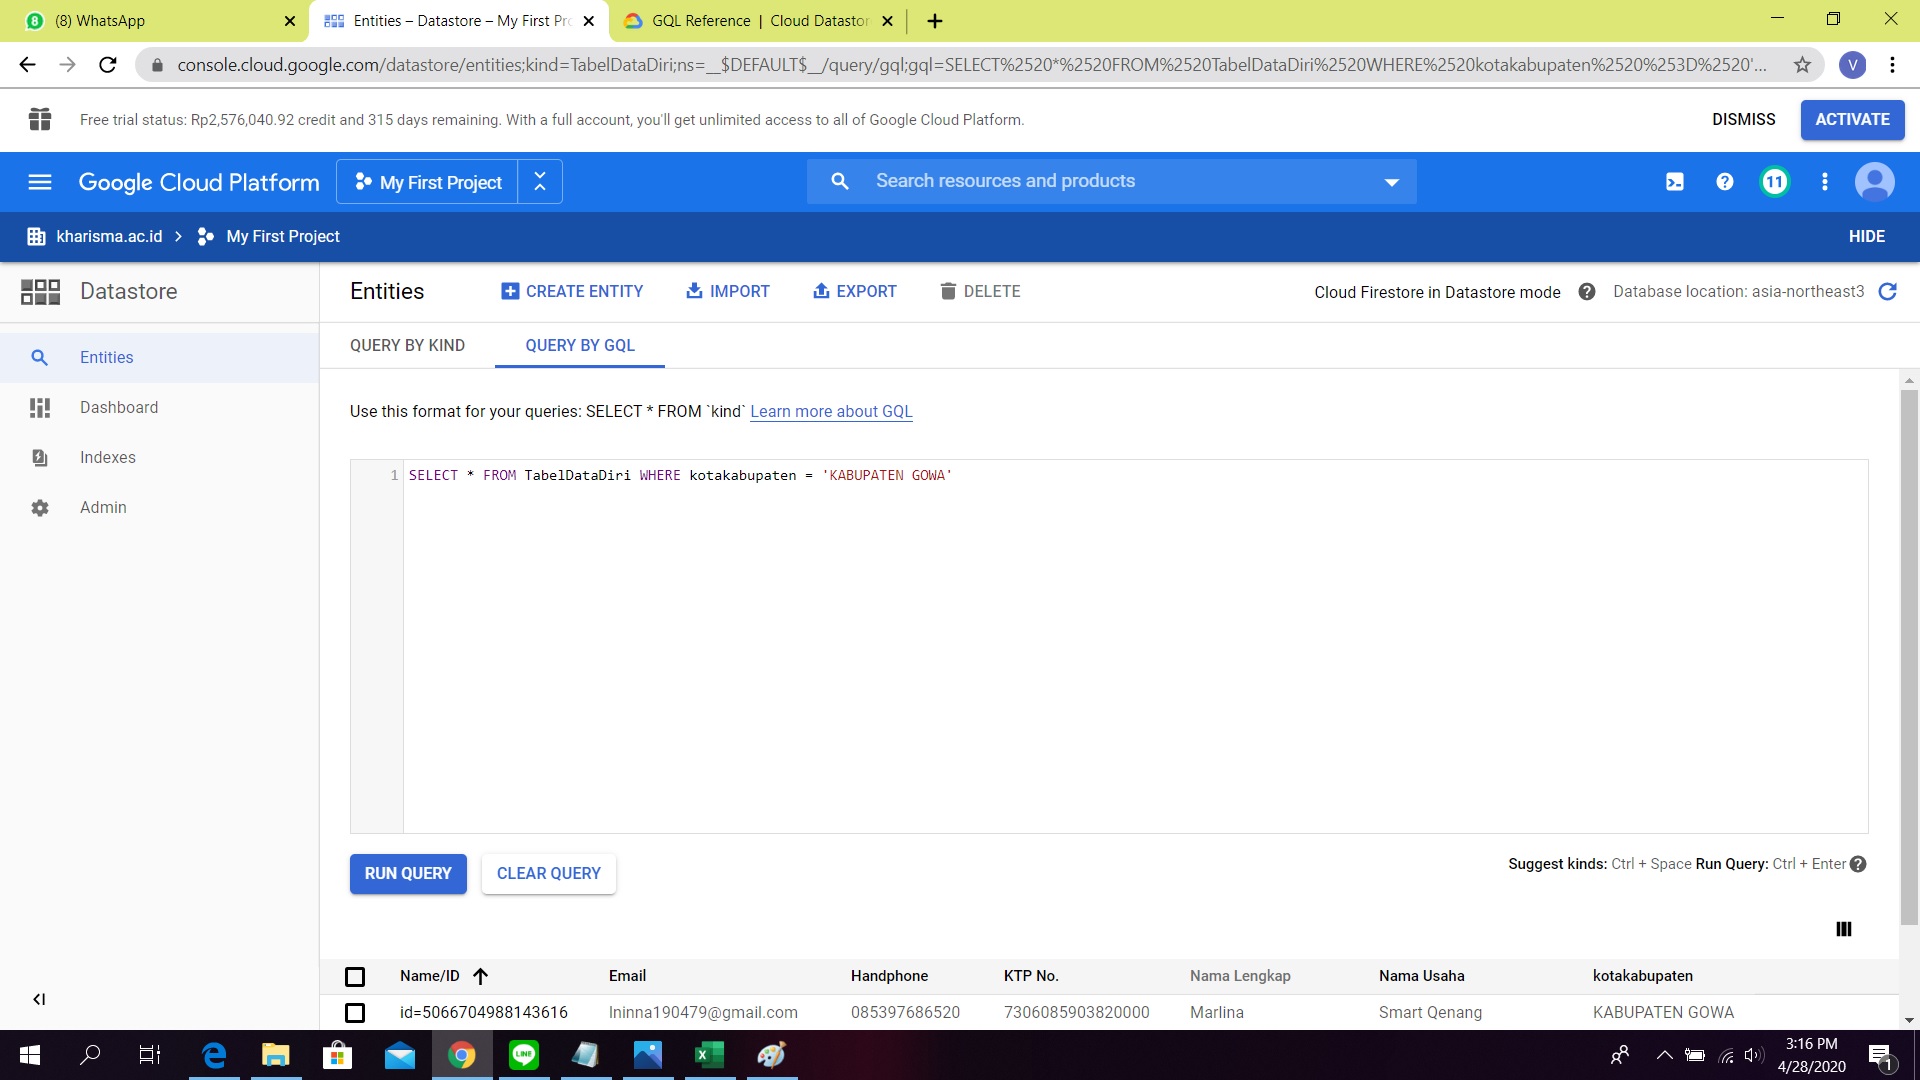 (8) WhatsApp
Entities – Datastore – My First Pr
GQL Reference | Cloud Datastor
console.cloud.google.com/datastore/entities;kind=TabelDataDiri;ns=__$DEFAULT$__/query/gql;gql=SELECT%2520*%2520FROM%2520TabelDataDiri%2520WHERE%2520kotakabupaten%2520%253D%2520'...
V
Free trial status: Rp2,576,040.92 credit and 315 days remaining. With a full account, you'll get unlimited access to all of Google Cloud Platform.
DISMISS
ACTIVATE
Google Cloud Platform
My First Project
Search resources and products
11
kharisma.ac.id
My First Project
HIDE
Datastore
Entities
CREATE ENTITY
IMPORT
EXPORT
DELETE
Cloud Firestore in Datastore mode
Database location: asia-northeast3
Entities
Dashboard
Indexes
Admin
QUERY BY KIND
QUERY BY GQL
Use this format for your queries: SELECT * FROM `kind` Learn more about GQL
1 SELECT * FROM TabelDataDiri WHERE kotakabupaten = 'KABUPATEN GOWA'
RUN QUERY
CLEAR QUERY
Suggest kinds: Ctrl + Space Run Query: Ctrl + Enter
Name/ID Email Handphone KTP No. Nama Lengkap Nama Usaha kotakabupaten
id=5066704988143616 Ininna190479@gmail.com 085397686520 7306085903820000 Marlina Smart Qenang KABUPATEN GOWA
LINE
3:16 PM
4/28/2020
1